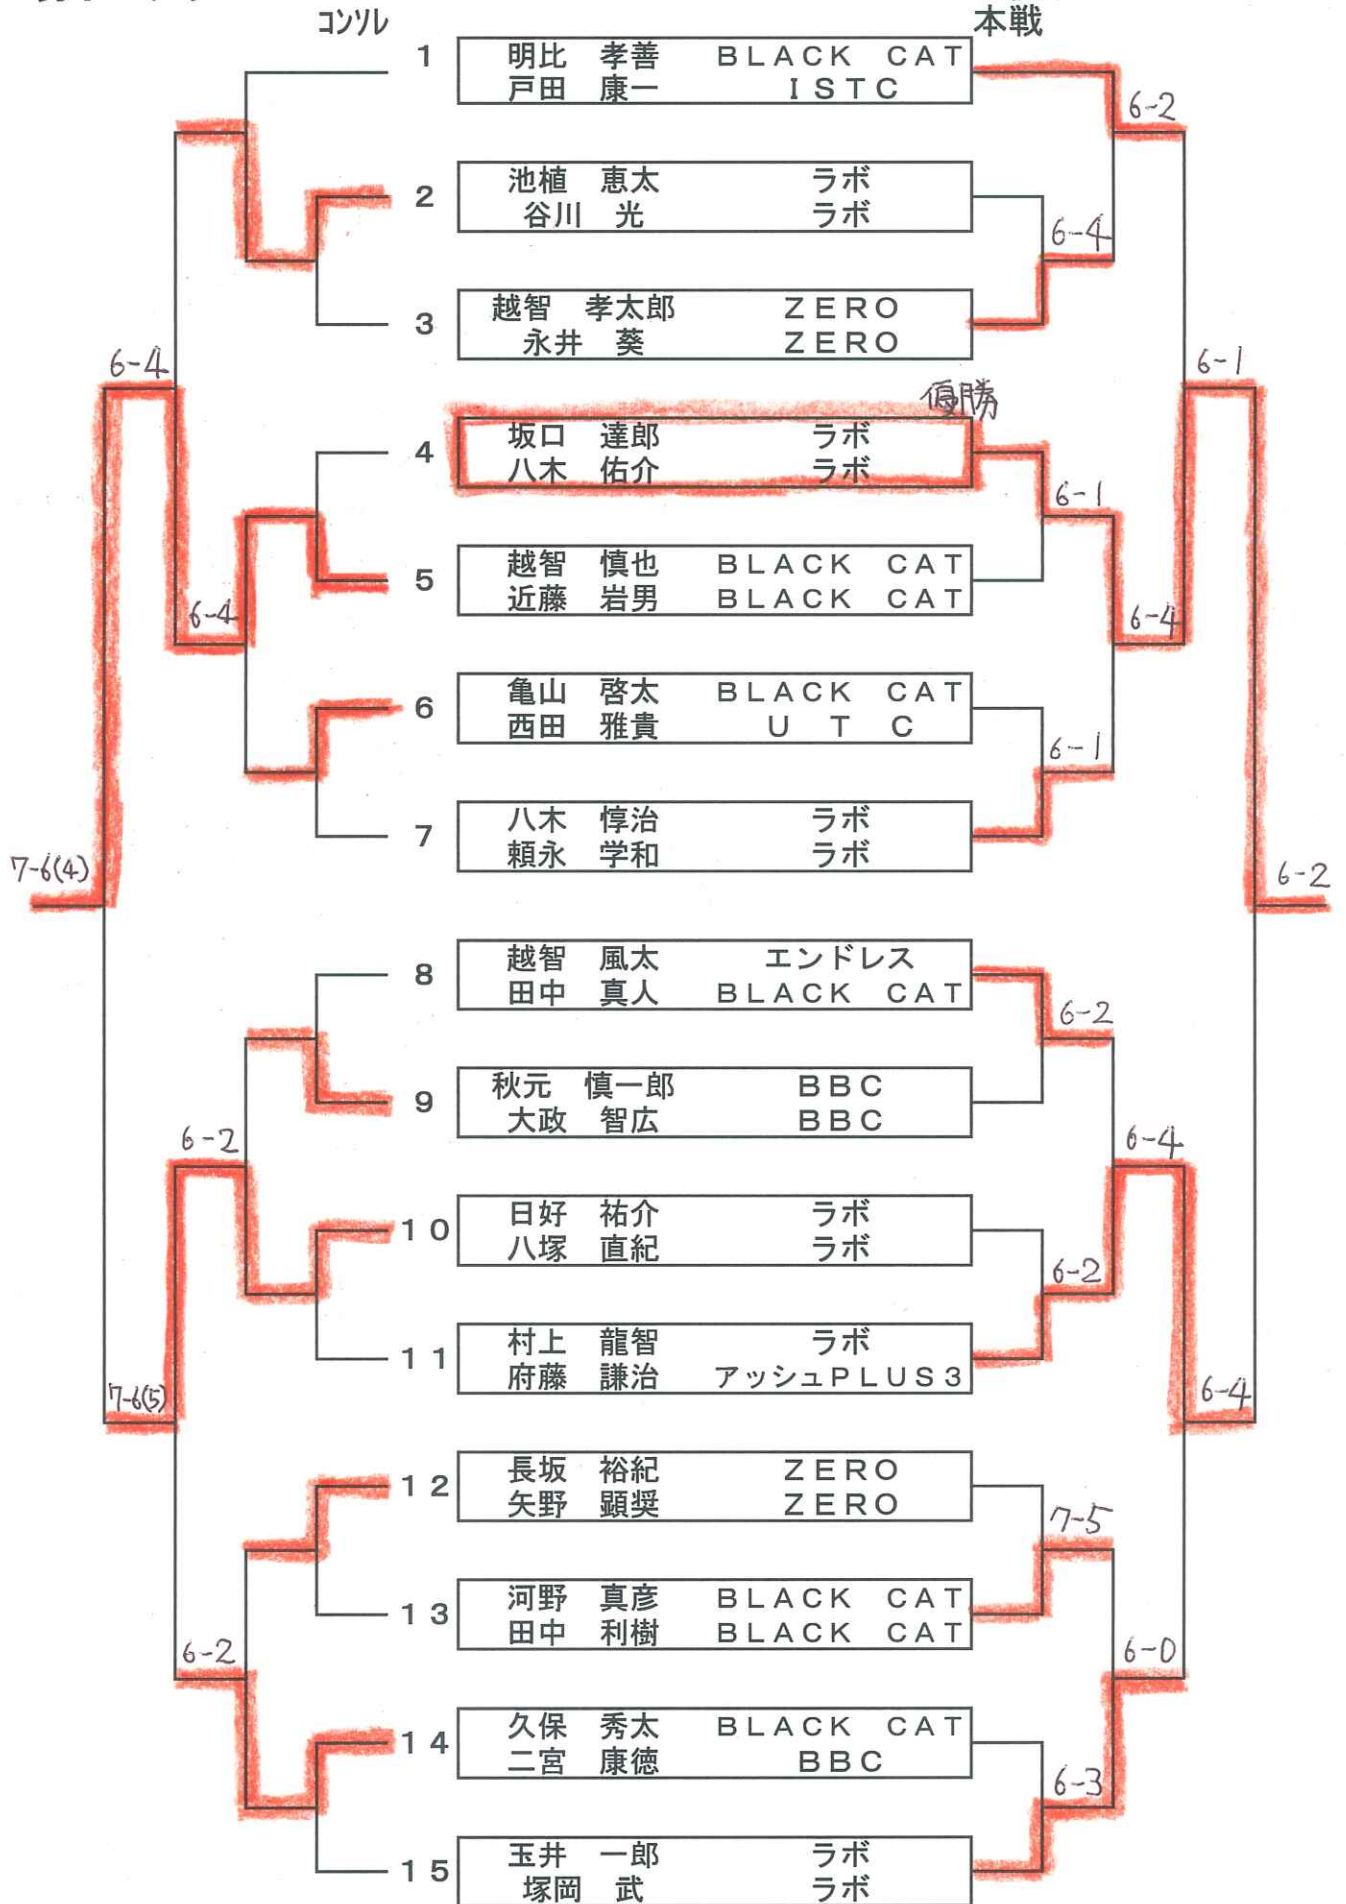 コンソレ 本戦
1 明比 孝善 BLACK CAT
戸田 康一 ISTC
6-2
2 池植 恵太 ラボ
谷川 光 ラボ
6-4
3 越智 孝太郎 ZERO
永井 葵 ZERO
6-4 6-1
優勝
4 坂口 達郎 ラボ
八木 佑介 ラボ
6-1
5 越智 慎也 BLACK CAT
近藤 岩男 BLACK CAT
6-4 6-4
6 亀山 啓太 BLACK CAT
西田 雅貴 U T C
6-1
7 八木 惇治 ラボ
頼永 学和 ラボ
7-6(4) 6-2
8 越智 風太 エンドレス
田中 真人 BLACK CAT
6-2
9 秋元 慎一郎 BBC
大政 智広 BBC
6-2 6-4
10 日好 祐介 ラボ
八塚 直紀 ラボ
6-2
11 村上 龍智 ラボ
府藤 謙治 アッシュPLUS3
7-6(5) 6-4
12 長坂 裕紀 ZERO
矢野 顕奨 ZERO
7-5
13 河野 真彦 BLACK CAT
田中 利樹 BLACK CAT
6-2 6-0
14 久保 秀太 BLACK CAT
二宮 康徳 BBC
6-3
15 玉井 一郎 ラボ
塚岡 武 ラボ